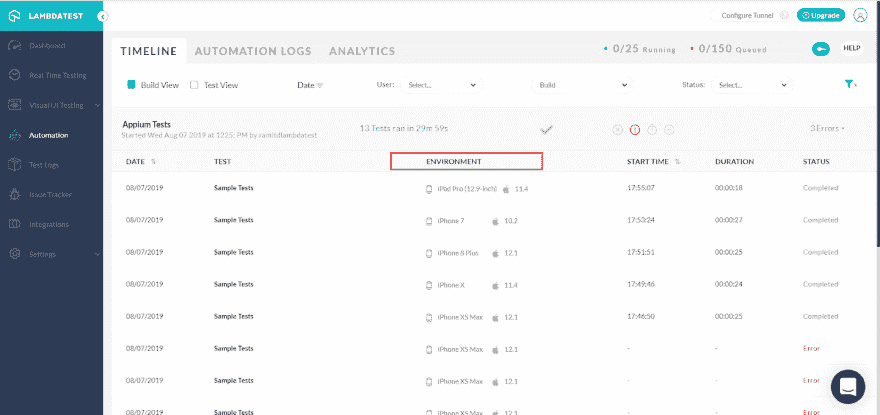 LAMBDATEST
Configure Tunnel
Upgrade
Dashboard
Real Time Testing
Visual UI Testing
Automation
Test Logs
Issue Tracker
Integrations
Settings
TIMELINE AUTOMATION LOGS ANALYTICS
0/25 Running 0/150 Queued
HELP
Build View Test View Date User: Select... Build Status: Select...
Appium Tests 13 Tests ran in 29m 59s 3 Errors
Started Wed Aug 07 2019 at 1225: PM by ramitdlambdatest
DATE TEST ENVIRONMENT START TIME DURATION STATUS
08/07/2019 Sample Tests iPad Pro (12.9-inch) 11.4 17:55:07 00:00:18 Completed
08/07/2019 Sample Tests iPhone 7 10.2 17:53:24 00:00:27 Completed
08/07/2019 Sample Tests iPhone 8 Plus 12.1 17:51:51 00:00:25 Completed
08/07/2019 Sample Tests iPhone X 11.4 17:49:46 00:00:24 Completed
08/07/2019 Sample Tests iPhone XS Max 12.1 17:46:50 00:00:25 Completed
08/07/2019 Sample Tests iPhone XS Max 12.1 - - Error
08/07/2019 Sample Tests iPhone XS Max 12.1 - - Error
08/07/2019 Sample Tests iPhone XS Max 12.1 - - Error